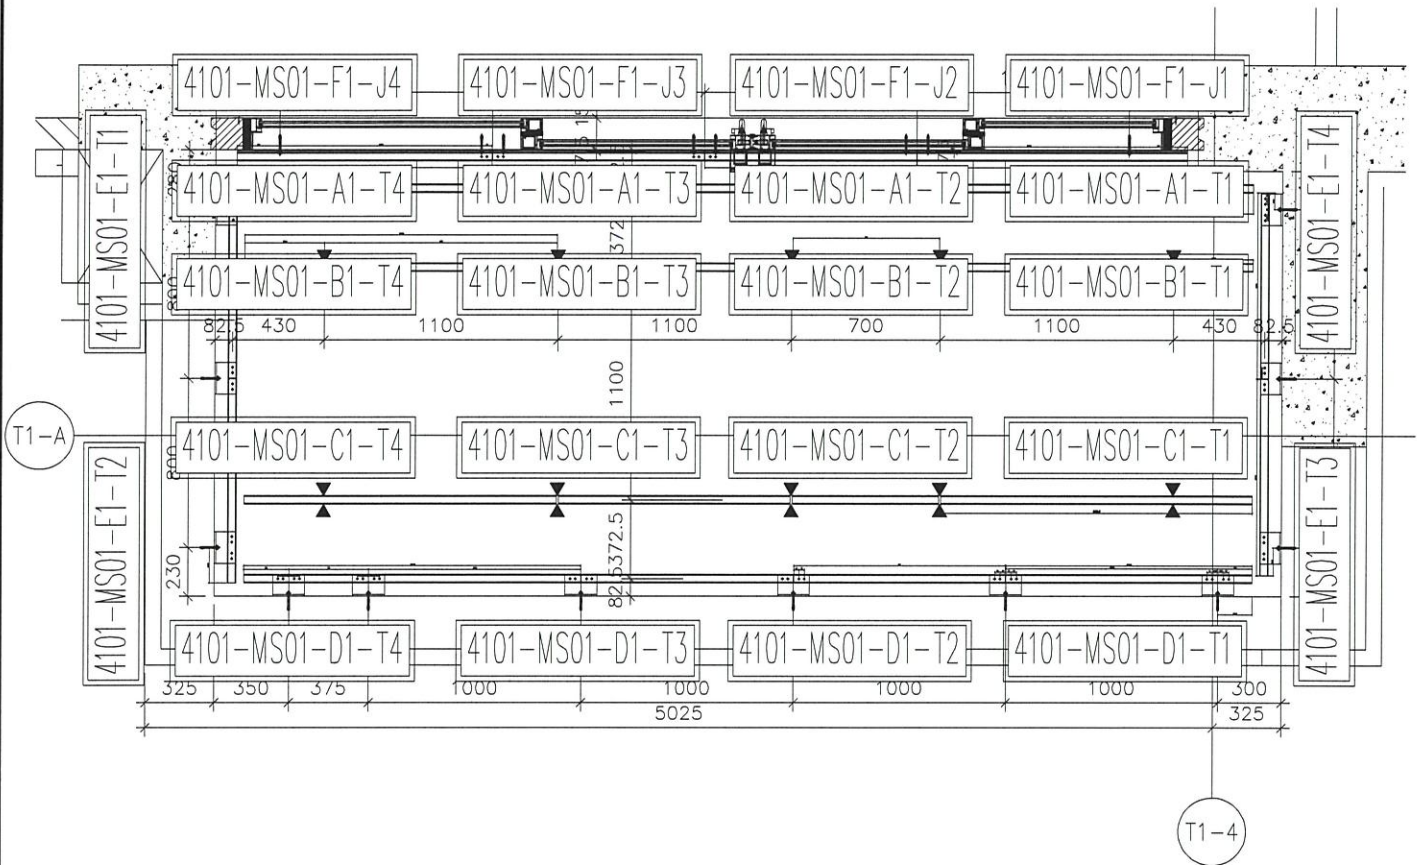 4101-MS01-F1-J4 4101-MS01-F1-J3 4101-MS01-F1-J2 4101-MS01-F1-J1
4101-MS01-E1-T1
4101-MS01-E1-T4
4101-MS01-A1-T4 4101-MS01-A1-T3 4101-MS01-A1-T2 4101-MS01-A1-T1
372
4101-MS01-B1-T4 4101-MS01-B1-T3 4101-MS01-B1-T2 4101-MS01-B1-T1
82.5 430 1100 1100 700 1100 430 82.5
1100
T1-A
4101-MS01-C1-T4 4101-MS01-C1-T3 4101-MS01-C1-T2 4101-MS01-C1-T1
800
4101-MS01-E1-T2
4101-MS01-E1-T3
372.5
230
82.5
4101-MS01-D1-T4 4101-MS01-D1-T3 4101-MS01-D1-T2 4101-MS01-D1-T1
325 350 375 1000 1000 1000 1000 300
5025 325
T1-4